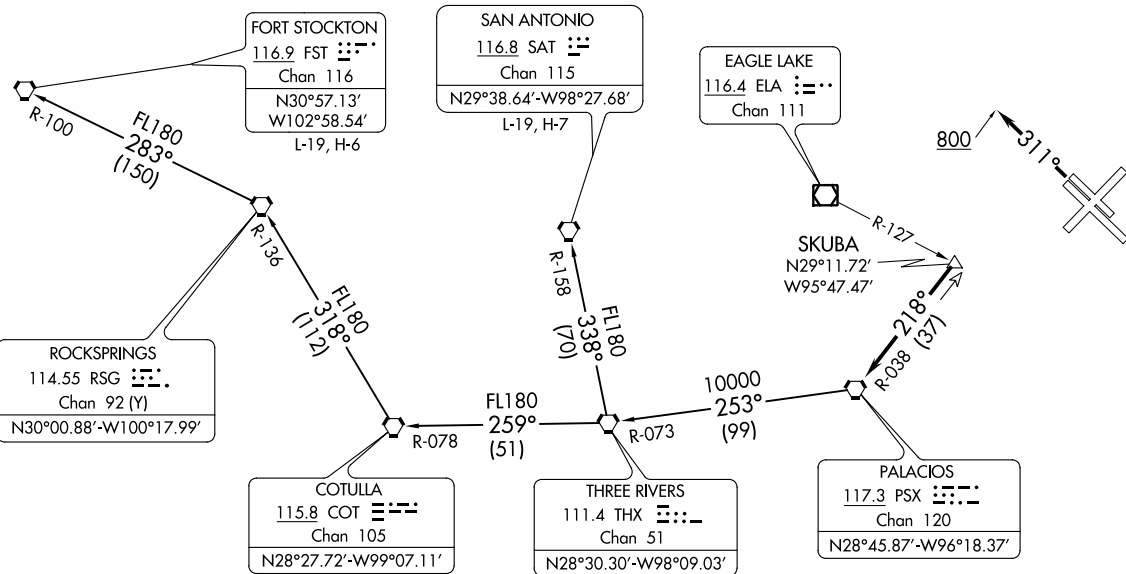 FORT STOCKTON
116.9 FST
Chan 116
N30°57.13'
W102°58.54'
L-19, H-6
SAN ANTONIO
116.8 SAT
Chan 115
N29°38.64'-W98°27.68'
L-19, H-7
EAGLE LAKE
116.4 ELA
Chan 111
800
311°
R-100
FL180
283°
(150)
R-127
SKUBA
N29°11.72'
W95°47.47'
R-136
R-158
FL180
318°
(112)
FL180
338°
(70)
218°
(37)
R-038
ROCKSPRINGS
114.55 RSG
Chan 92 (Y)
N30°00.88'-W100°17.99'
R-078
FL180
259°
(51)
R-073
10000
253°
(99)
COTULLA
115.8 COT
Chan 105
N28°27.72'-W99°07.11'
THREE RIVERS
111.4 THX
Chan 51
N28°30.30'-W98°09.03'
PALACIOS
117.3 PSX
Chan 120
N28°45.87'-W96°18.37'